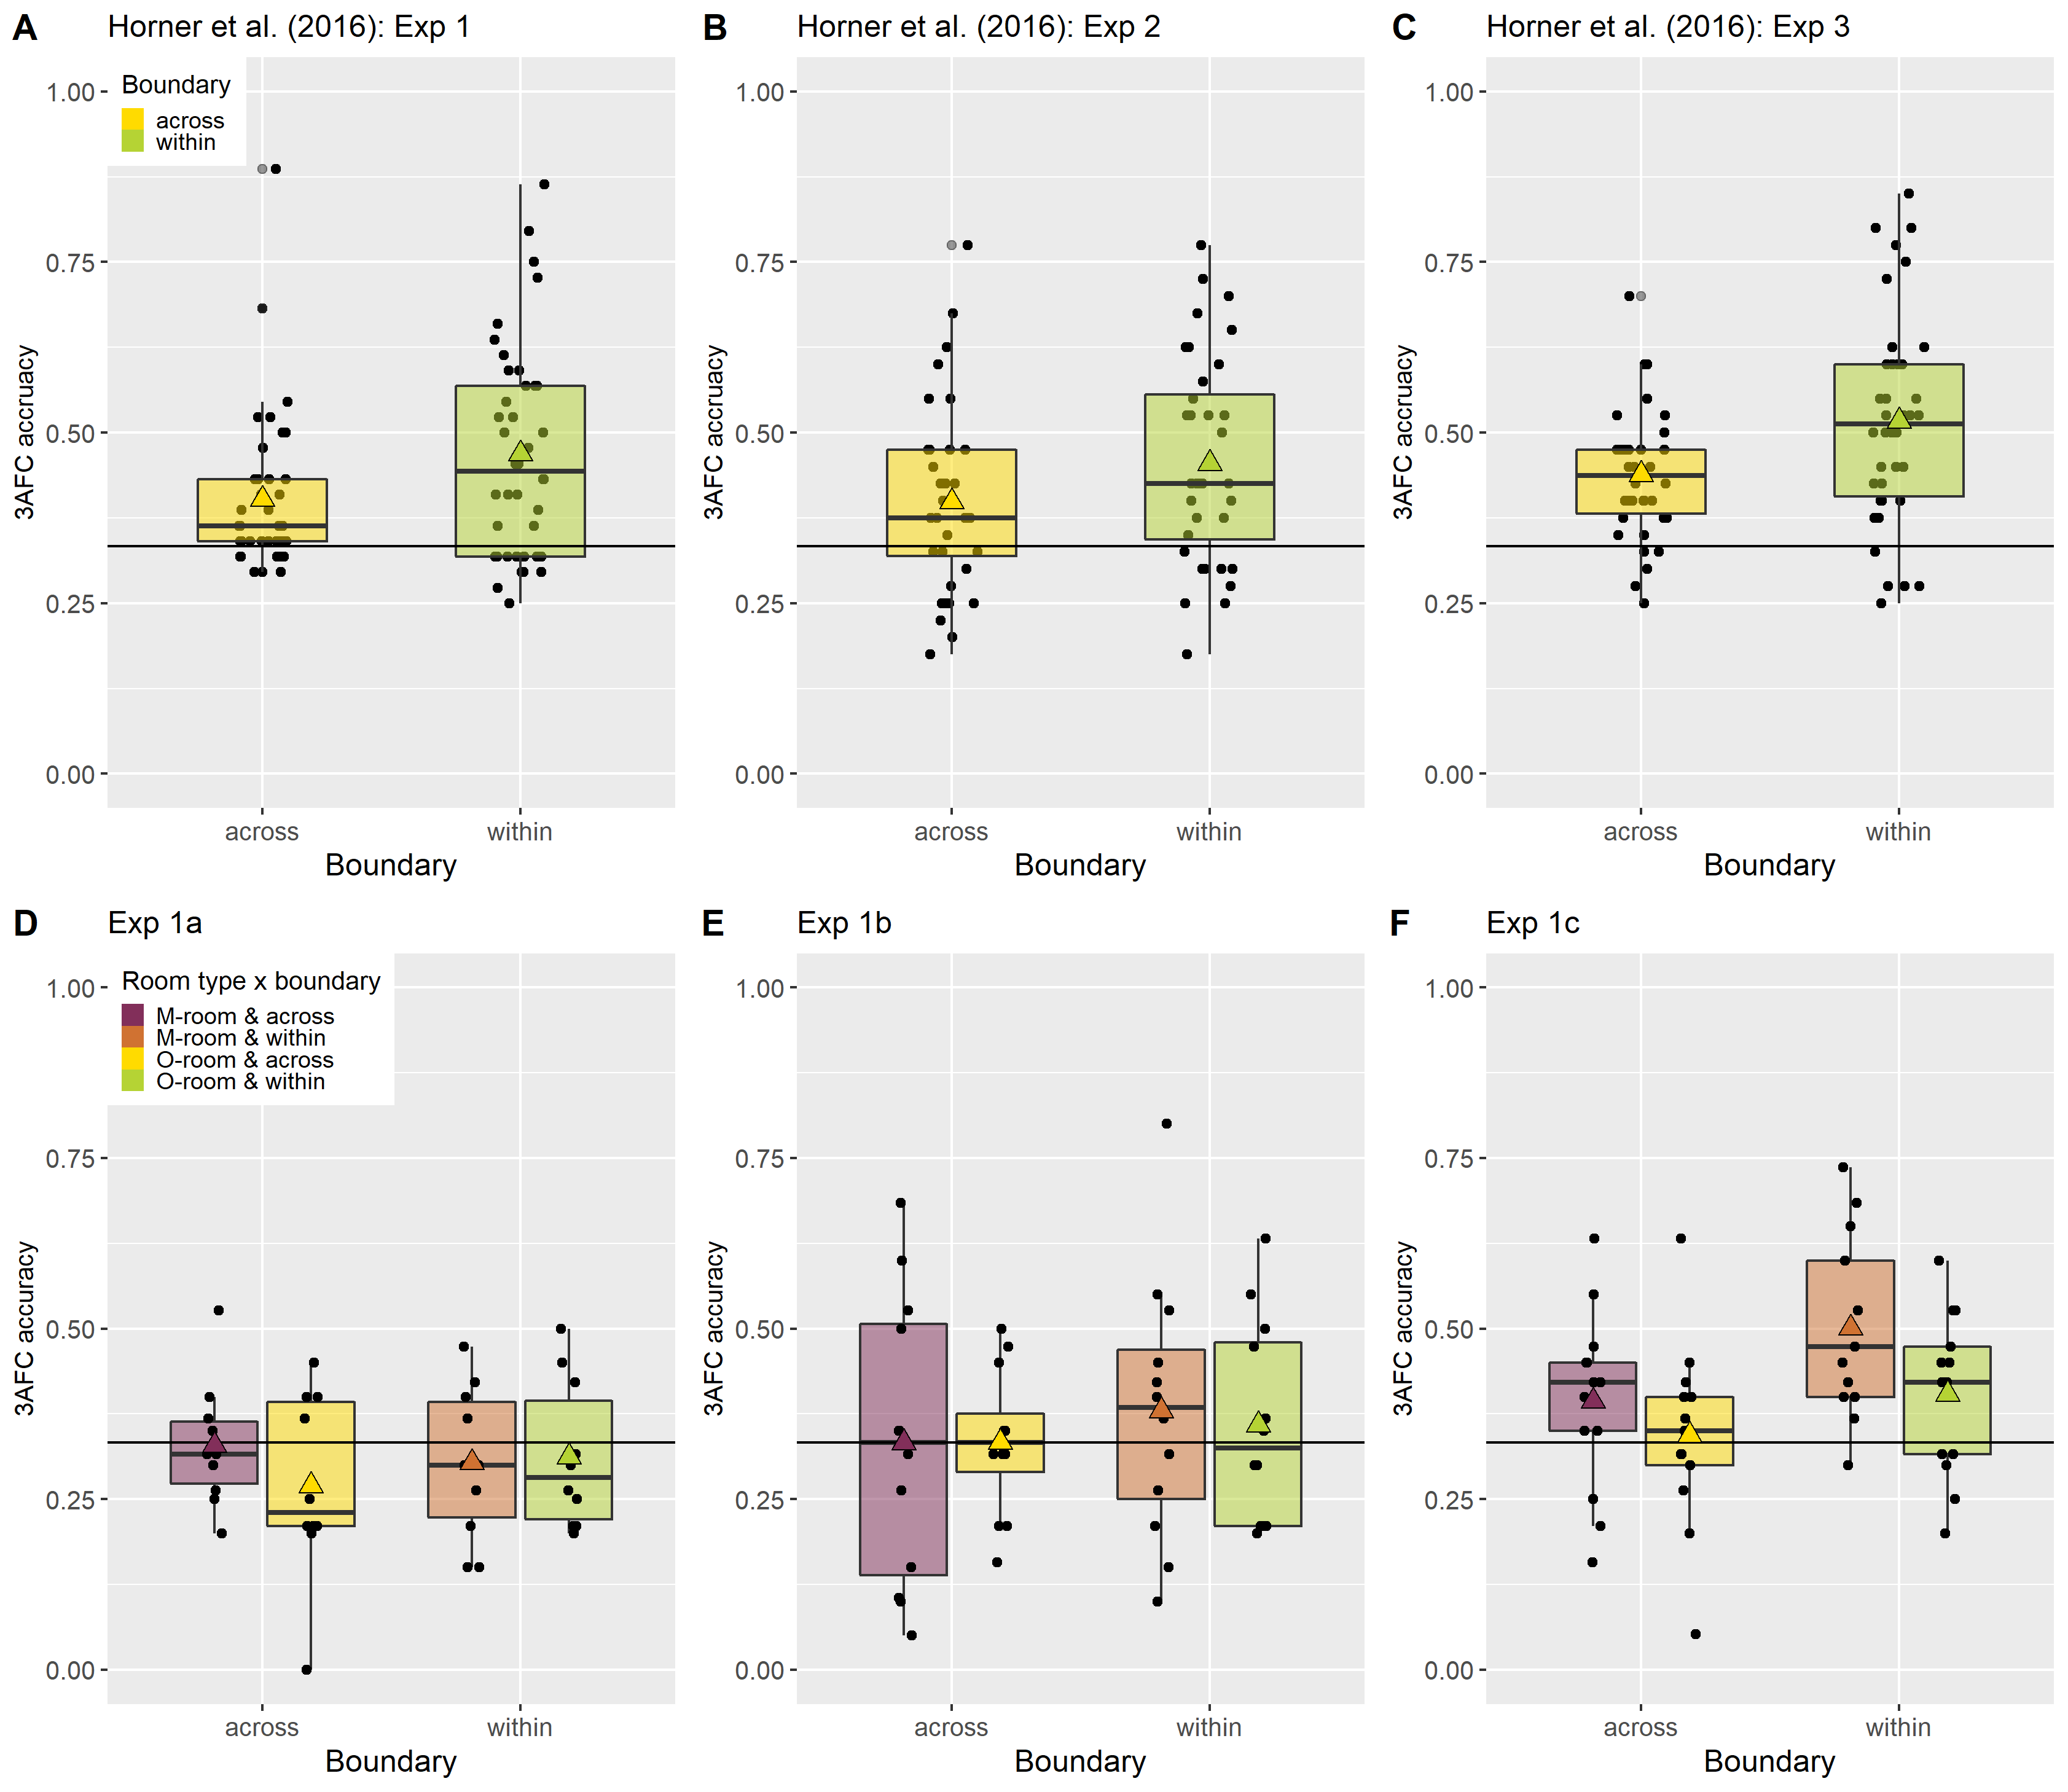 A Horner et al. (2016): Exp 1
Boundary
across
within
1.00
0.75
0.50
0.25
0.00
3AFC accruacy
across within
Boundary
B Horner et al. (2016): Exp 2
1.00
0.75
0.50
0.25
0.00
3AFC accruacy
across within
Boundary
C Horner et al. (2016): Exp 3
1.00
0.75
0.50
0.25
0.00
3AFC accruacy
across within
Boundary
D Exp 1a
Room type x boundary
M-room & across
M-room & within
O-room & across
O-room & within
1.00
0.75
0.50
0.25
0.00
3AFC accuracy
across within
Boundary
E Exp 1b
1.00
0.75
0.50
0.25
0.00
3AFC accuracy
across within
Boundary
F Exp 1c
1.00
0.75
0.50
0.25
0.00
3AFC accuracy
across within
Boundary